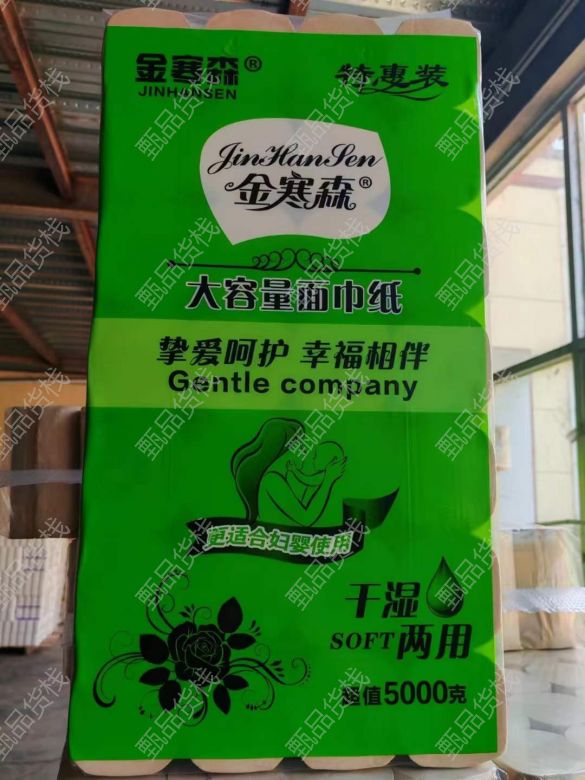 金寒森®
JINHANSEN
特惠装
JinHanSen
金寒森®
大容量面巾纸
挚爱呵护 幸福相伴
Gentle company
更适合妇婴使用
干湿
SOFT两用
超值5000克
甄品货栈